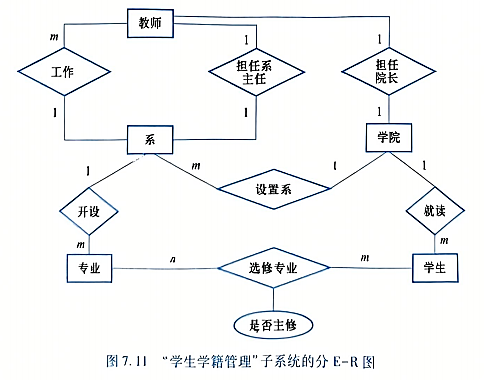 教师
m
1
1
工作
担任系
主任
担任
院长
1
1
1
系
学院
1
m
设置系
1
1
开设
就读
m
m
专业
n
选修专业
m
学生
是否主修
图 7.11 “学生学籍管理”子系统的分 E-R 图